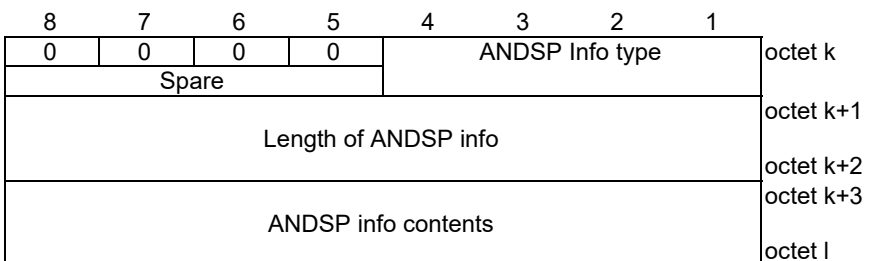 8 7 6 5 4 3 2 1
0 0 0 0 ANDSP Info type octet k
Spare
octet k+1
Length of ANDSP info
octet k+2
octet k+3
ANDSP info contents
octet l